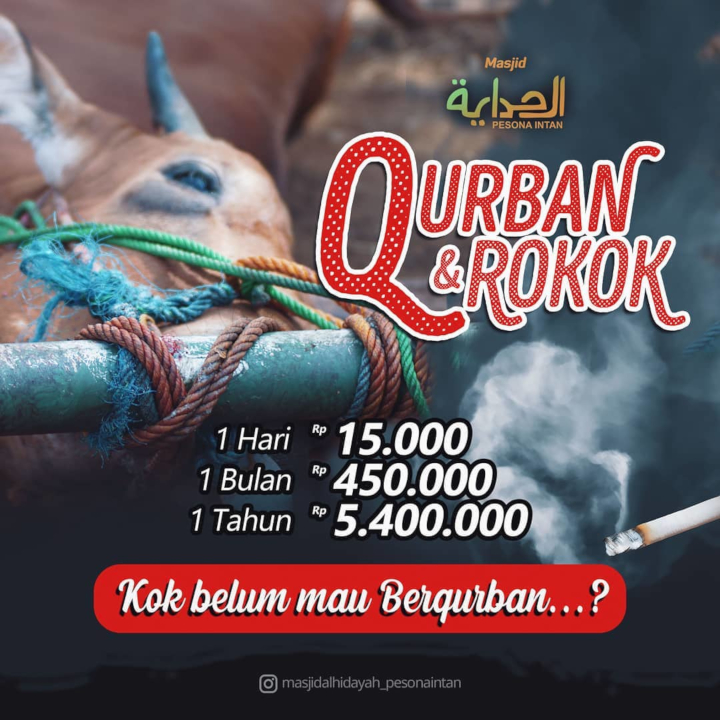 Masjid
الهداية
PESONA INTAN
QURBAN
& ROKOK
1 Hari Rp 15.000
1 Bulan Rp 450.000
1 Tahun Rp 5.400.000
Kok belum mau Berqurban...?
masjidalhidayah_pesonaintan